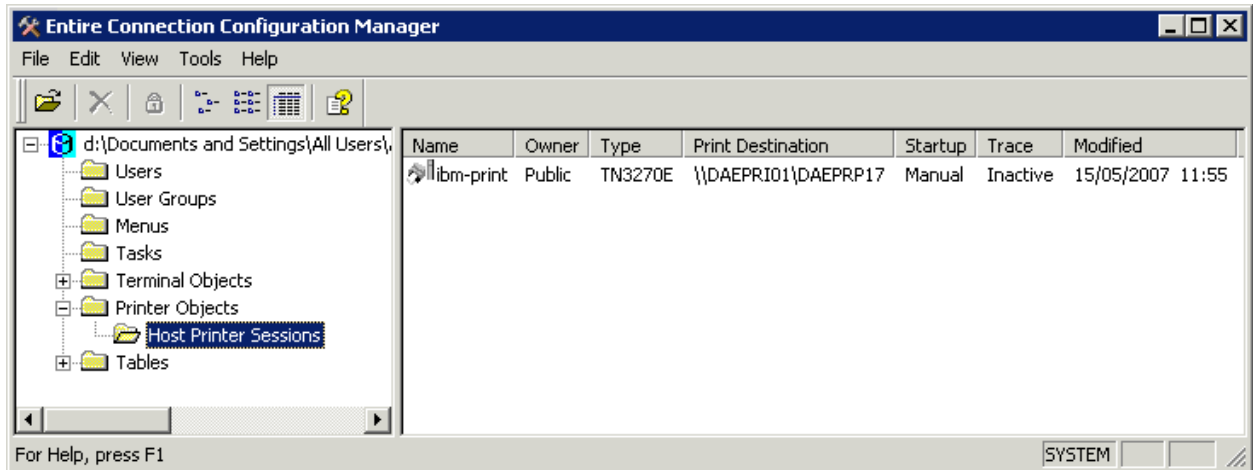 Entire Connection Configuration Manager
File Edit View Tools Help
d:\Documents and Settings\All Users\
Users
User Groups
Menus
Tasks
Terminal Objects
Printer Objects
Host Printer Sessions
Tables
Name Owner Type Print Destination Startup Trace Modified
ibm-print Public TN3270E \\DAEPRI01\DAEPRP17 Manual Inactive 15/05/2007 11:55
For Help, press F1
SYSTEM